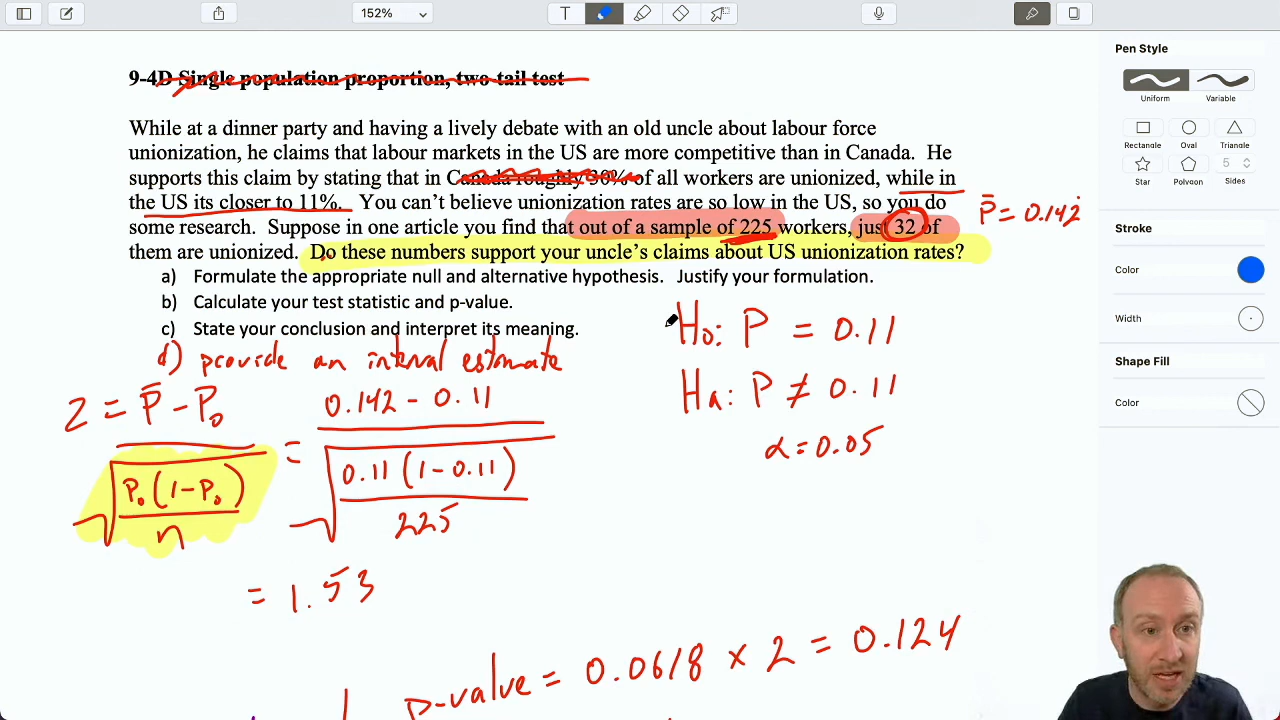 152%
T
9-4D Single population proportion, two tail test
While at a dinner party and having a lively debate with an old uncle about labour force
unionization, he claims that labour markets in the US are more competitive than in Canada. He
supports this claim by stating that in Canada roughly 30% of all workers are unionized, while in
the US its closer to 11%. You can't believe unionization rates are so low in the US, so you do
some research. Suppose in one article you find that out of a sample of 225 workers, just 32 of
them are unionized. Do these numbers support your uncle's claims about US unionization rates?
P̄ = 0.142
a) Formulate the appropriate null and alternative hypothesis. Justify your formulation.
b) Calculate your test statistic and p-value.
c) State your conclusion and interpret its meaning.
d) provide an interval estimate
Ho: P = 0.11
Ha: P ≠ 0.11
α = 0.05
Z = P̄ - P₀ = 0.142 - 0.11
√ P₀(1-P₀) √ 0.11(1-0.11)
n 225
= 1.53
p-value = 0.0618 × 2 = 0.124
Pen Style
Uniform Variable
Rectangle Oval Triangle
Star Polygon 5 Sides
Stroke
Color
Width
Shape Fill
Color